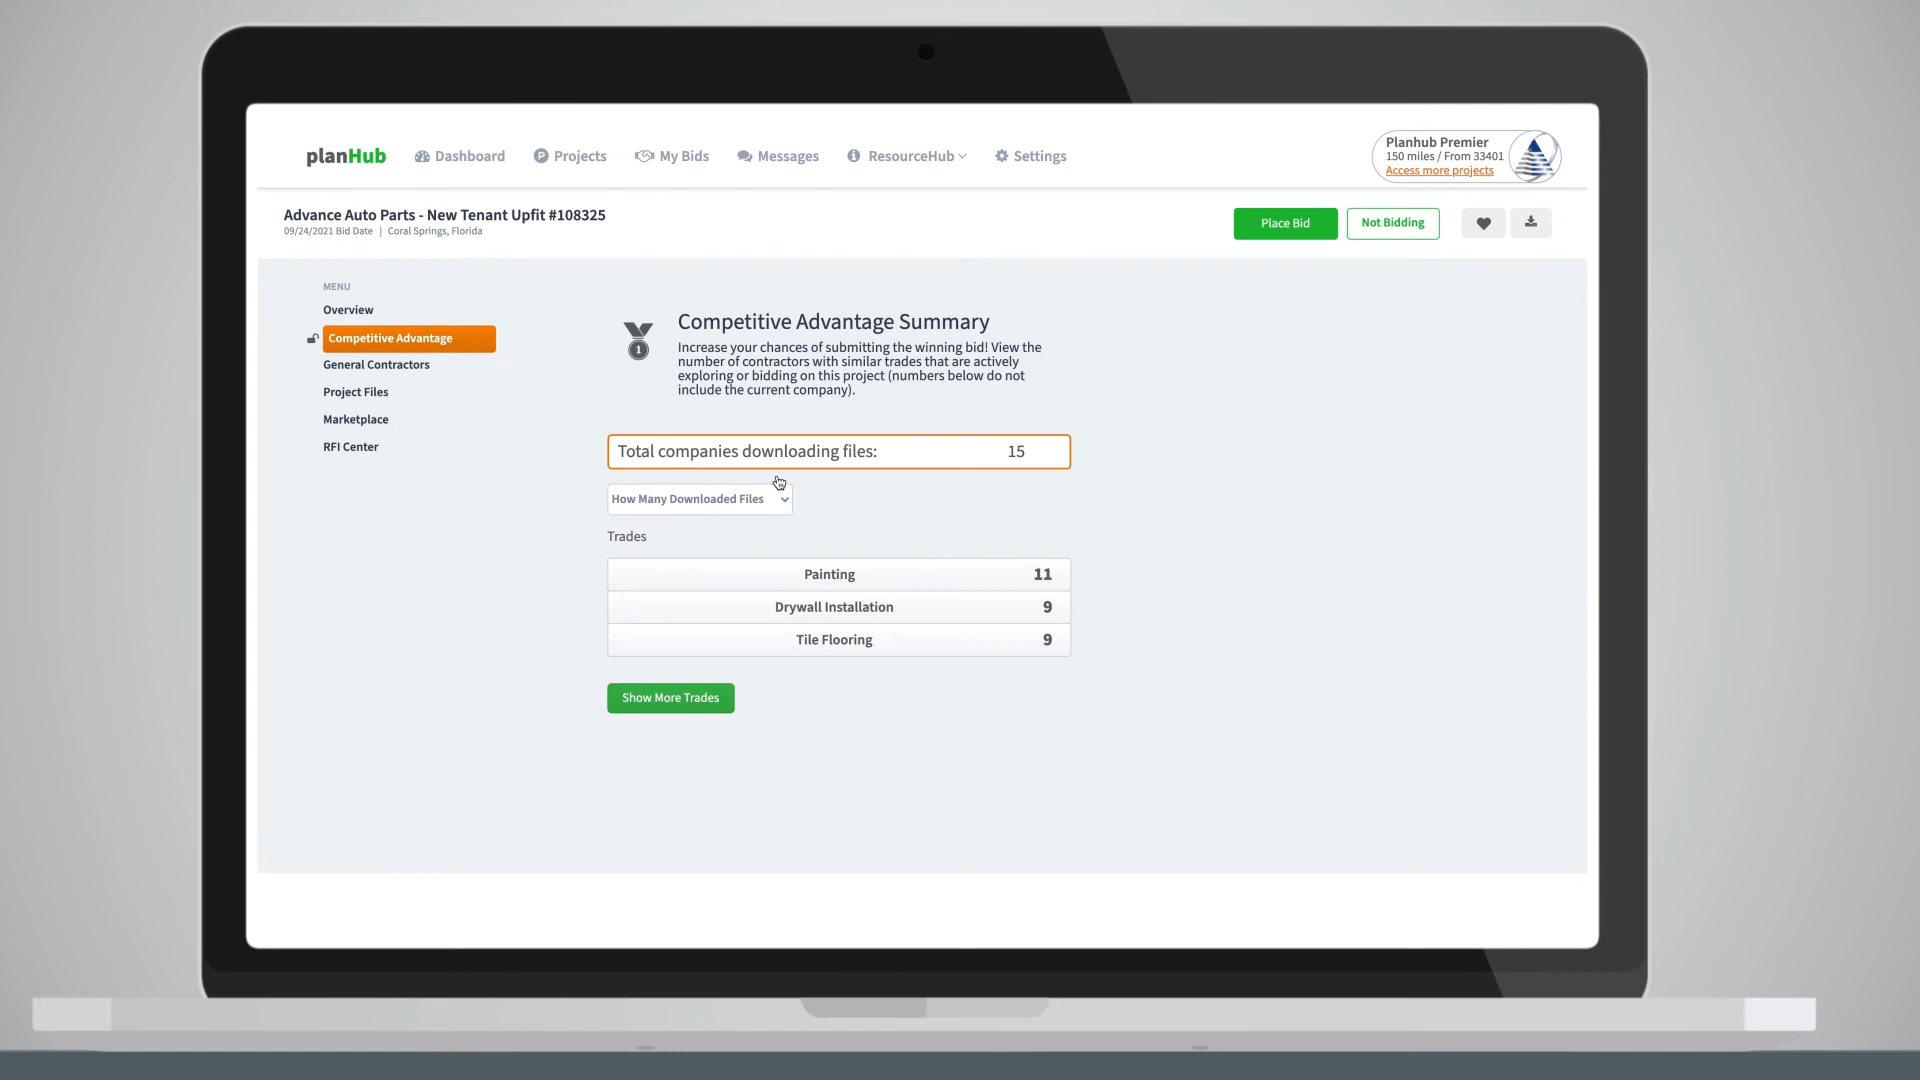 planHub
Dashboard
Projects
My Bids
Messages
ResourceHub
Settings
Planhub Premier
150 miles / From 33401
Access more projects
Advance Auto Parts - New Tenant Upfit #108325
09/24/2021 Bid Date | Coral Springs, Florida
Place Bid
Not Bidding
MENU
Overview
Competitive Advantage
General Contractors
Project Files
Marketplace
RFI Center
1
Competitive Advantage Summary
Increase your chances of submitting the winning bid! View the
number of contractors with similar trades that are actively
exploring or bidding on this project (numbers below do not
include the current company).
Total companies downloading files: 15
How Many Downloaded Files
Trades
Painting 11
Drywall Installation 9
Tile Flooring 9
Show More Trades